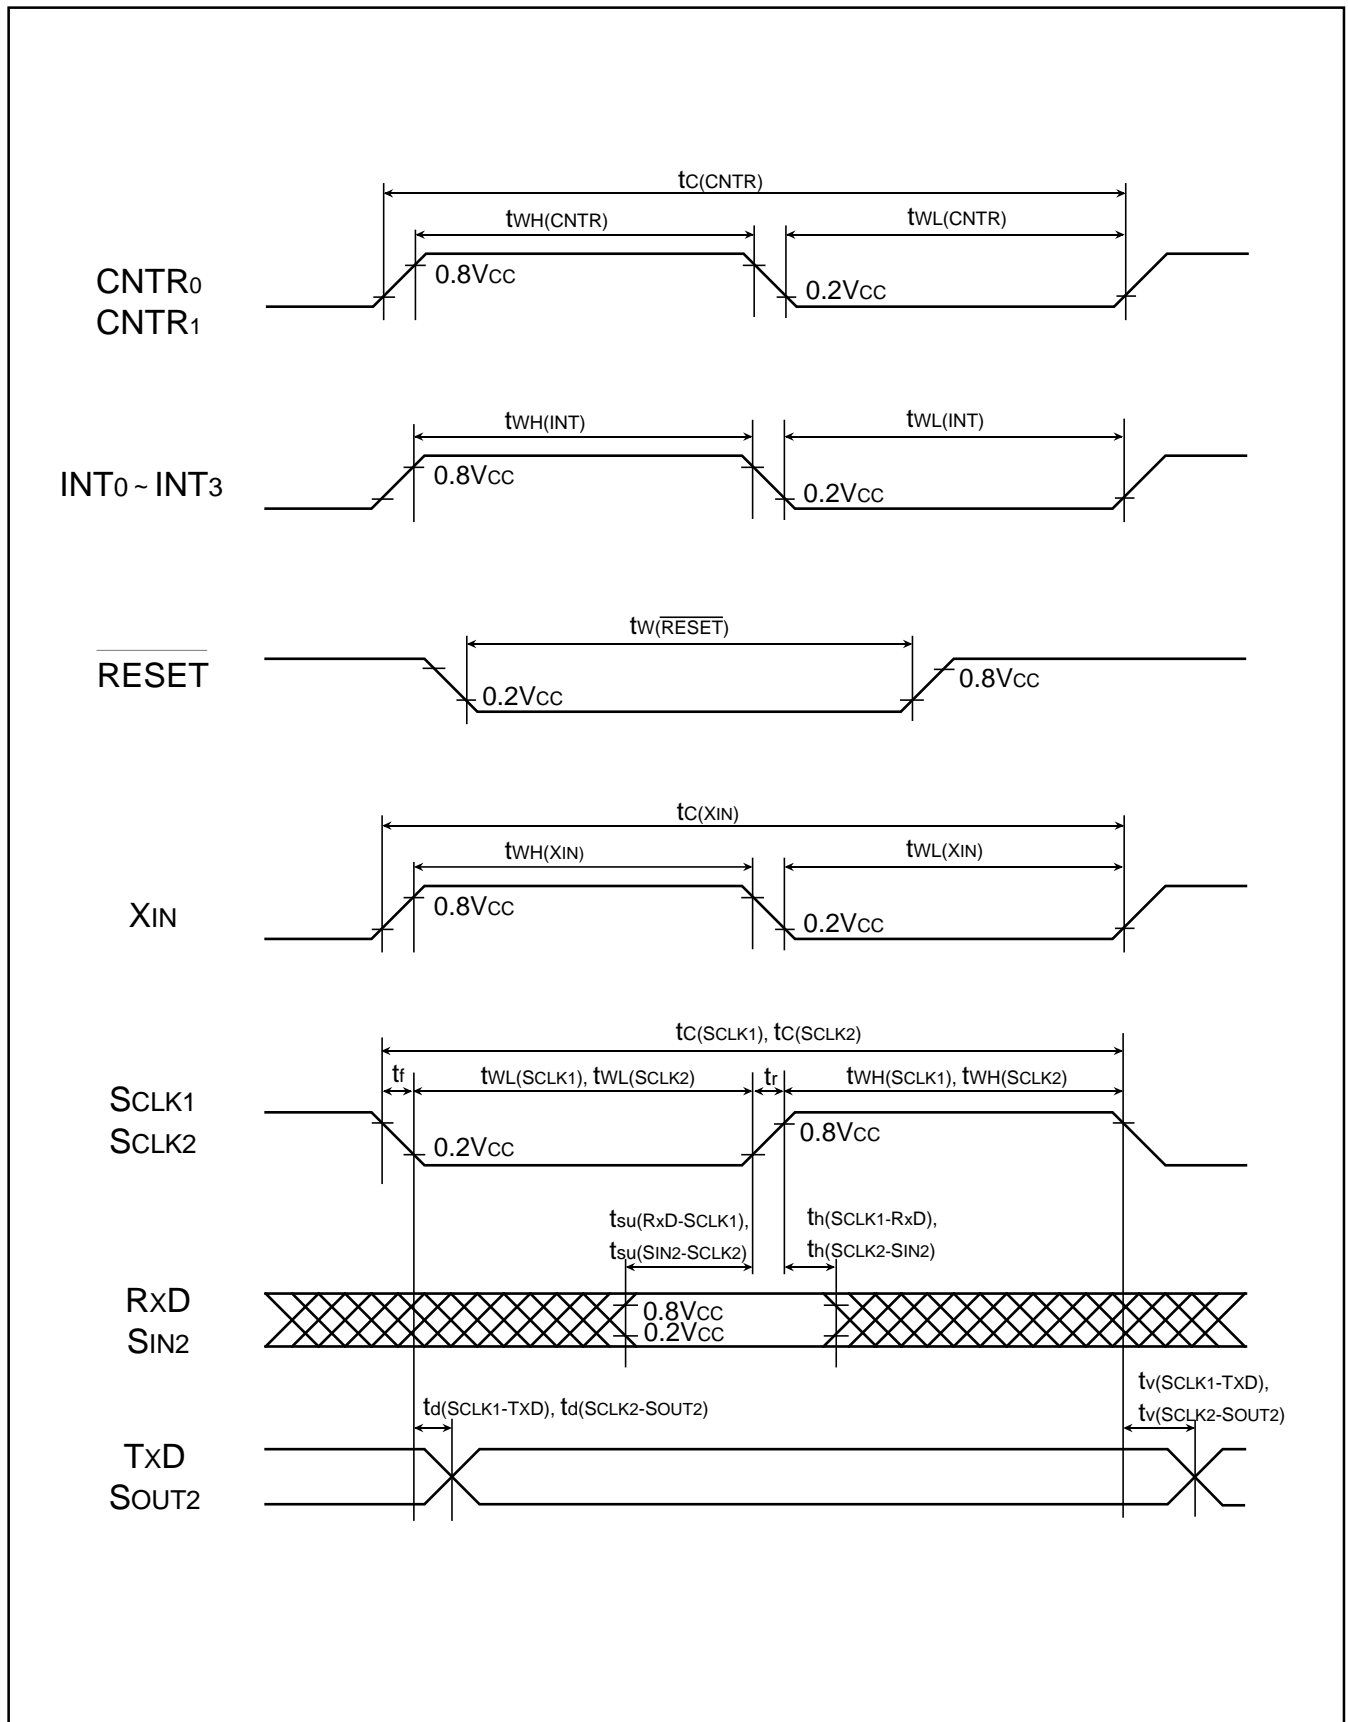 tC(CNTR)
tWH(CNTR)
tWL(CNTR)
CNTR0
CNTR1
0.8VCC
0.2VCC
tWH(INT)
tWL(INT)
INT0 ~ INT3
0.8VCC
0.2VCC
tW(RESET)
RESET
0.2VCC
0.8VCC
tC(XIN)
tWH(XIN)
tWL(XIN)
XIN
0.8VCC
0.2VCC
tC(SCLK1), tC(SCLK2)
tf
tWL(SCLK1), tWL(SCLK2)
tr
tWH(SCLK1), tWH(SCLK2)
SCLK1
SCLK2
0.2VCC
0.8VCC
tsu(RxD-SCLK1),
tsu(SIN2-SCLK2)
th(SCLK1-RxD),
th(SCLK2-SIN2)
RXD
SIN2
0.8VCC
0.2VCC
td(SCLK1-TXD), td(SCLK2-SOUT2)
tv(SCLK1-TXD),
tv(SCLK2-SOUT2)
TXD
SOUT2